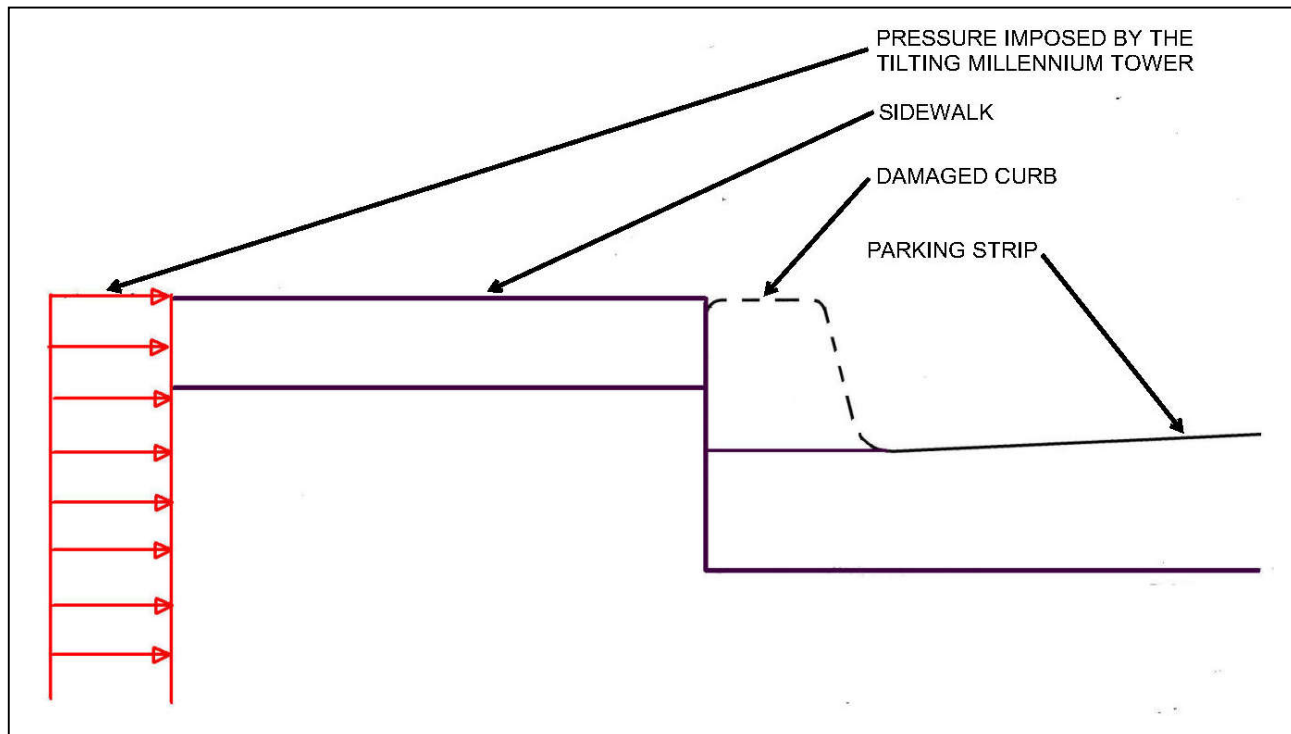 PRESSURE IMPOSED BY THE
TILTING MILLENNIUM TOWER
SIDEWALK
DAMAGED CURB
PARKING STRIP